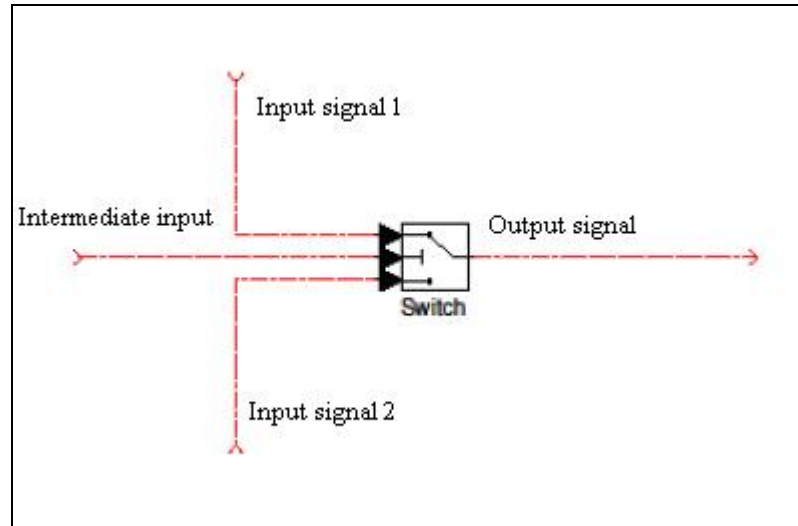 Input signal 1
Intermediate input
Output signal
Switch
Input signal 2